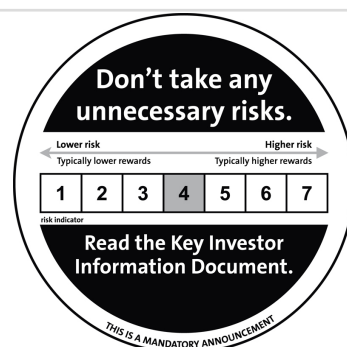 Don't take any
unnecessary risks.
Lower risk Higher risk
Typically lower rewards Typically higher rewards
1 2 3 4 5 6 7
risk indicator
Read the Key Investor
Information Document.
THIS IS A MANDATORY ANNOUNCEMENT